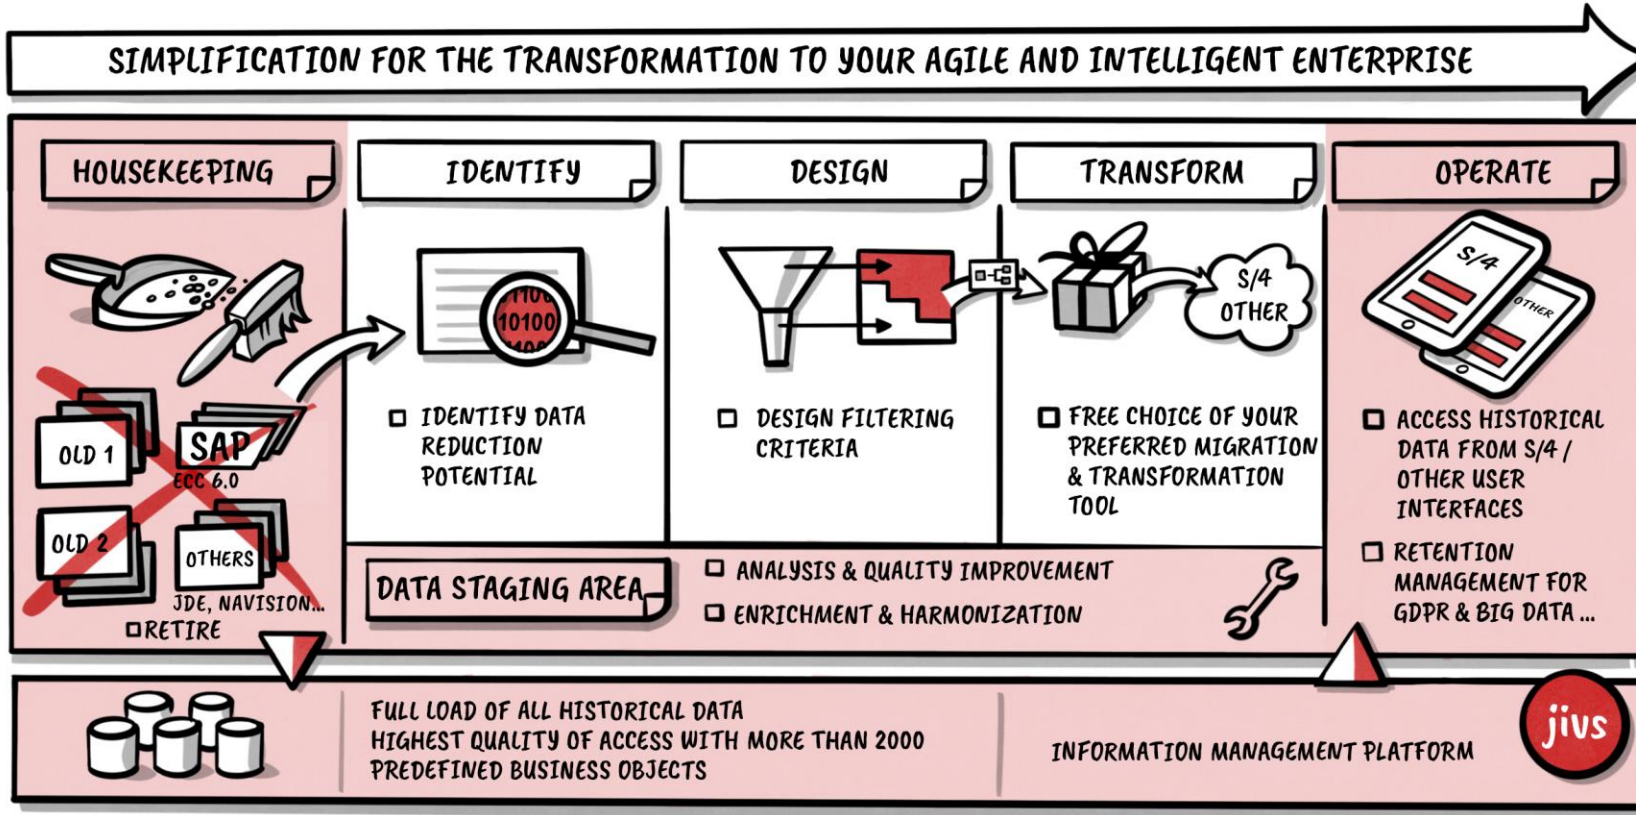 SIMPLIFICATION FOR THE TRANSFORMATION TO YOUR AGILE AND INTELLIGENT ENTERPRISE
HOUSEKEEPING
OLD 1
SAP
ECC 6.0
OLD 2
OTHERS
JDE, NAVISION...
RETIRE
IDENTIFY
1100
10100
100
IDENTIFY DATA
REDUCTION
POTENTIAL
DESIGN
DESIGN FILTERING
CRITERIA
TRANSFORM
S/4
OTHER
FREE CHOICE OF YOUR
PREFERRED MIGRATION
& TRANSFORMATION
TOOL
OPERATE
S/4
OTHER
ACCESS HISTORICAL
DATA FROM S/4 /
OTHER USER
INTERFACES
RETENTION
MANAGEMENT FOR
GDPR & BIG DATA ...
DATA STAGING AREA
ANALYSIS & QUALITY IMPROVEMENT
ENRICHMENT & HARMONIZATION
FULL LOAD OF ALL HISTORICAL DATA
HIGHEST QUALITY OF ACCESS WITH MORE THAN 2000
PREDEFINED BUSINESS OBJECTS
INFORMATION MANAGEMENT PLATFORM
jivs